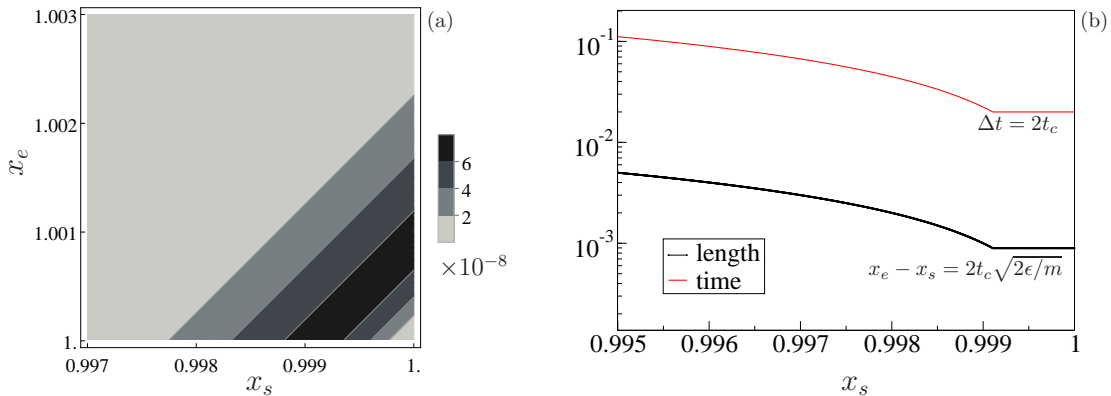 (a)
1.003
1.002
1.001
1.
x_e
0.997
0.998
0.999
1.
x_s
6
4
2
×10^{-8}
(b)
10^{-1}
10^{-2}
10^{-3}
Δt = 2t_c
x_e − x_s = 2t_c√(2ϵ/m)
length
time
0.995
0.996
0.997
0.998
0.999
1
x_s